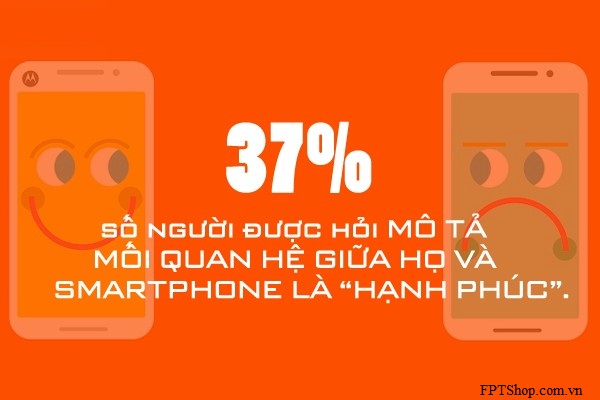 37%
số người được hỏi MÔ TẢ
MỐI QUAN HỆ GIỮA HỌ VÀ
SMARTPHONE LÀ “HẠNH PHÚC”.
FPTShop.com.vn